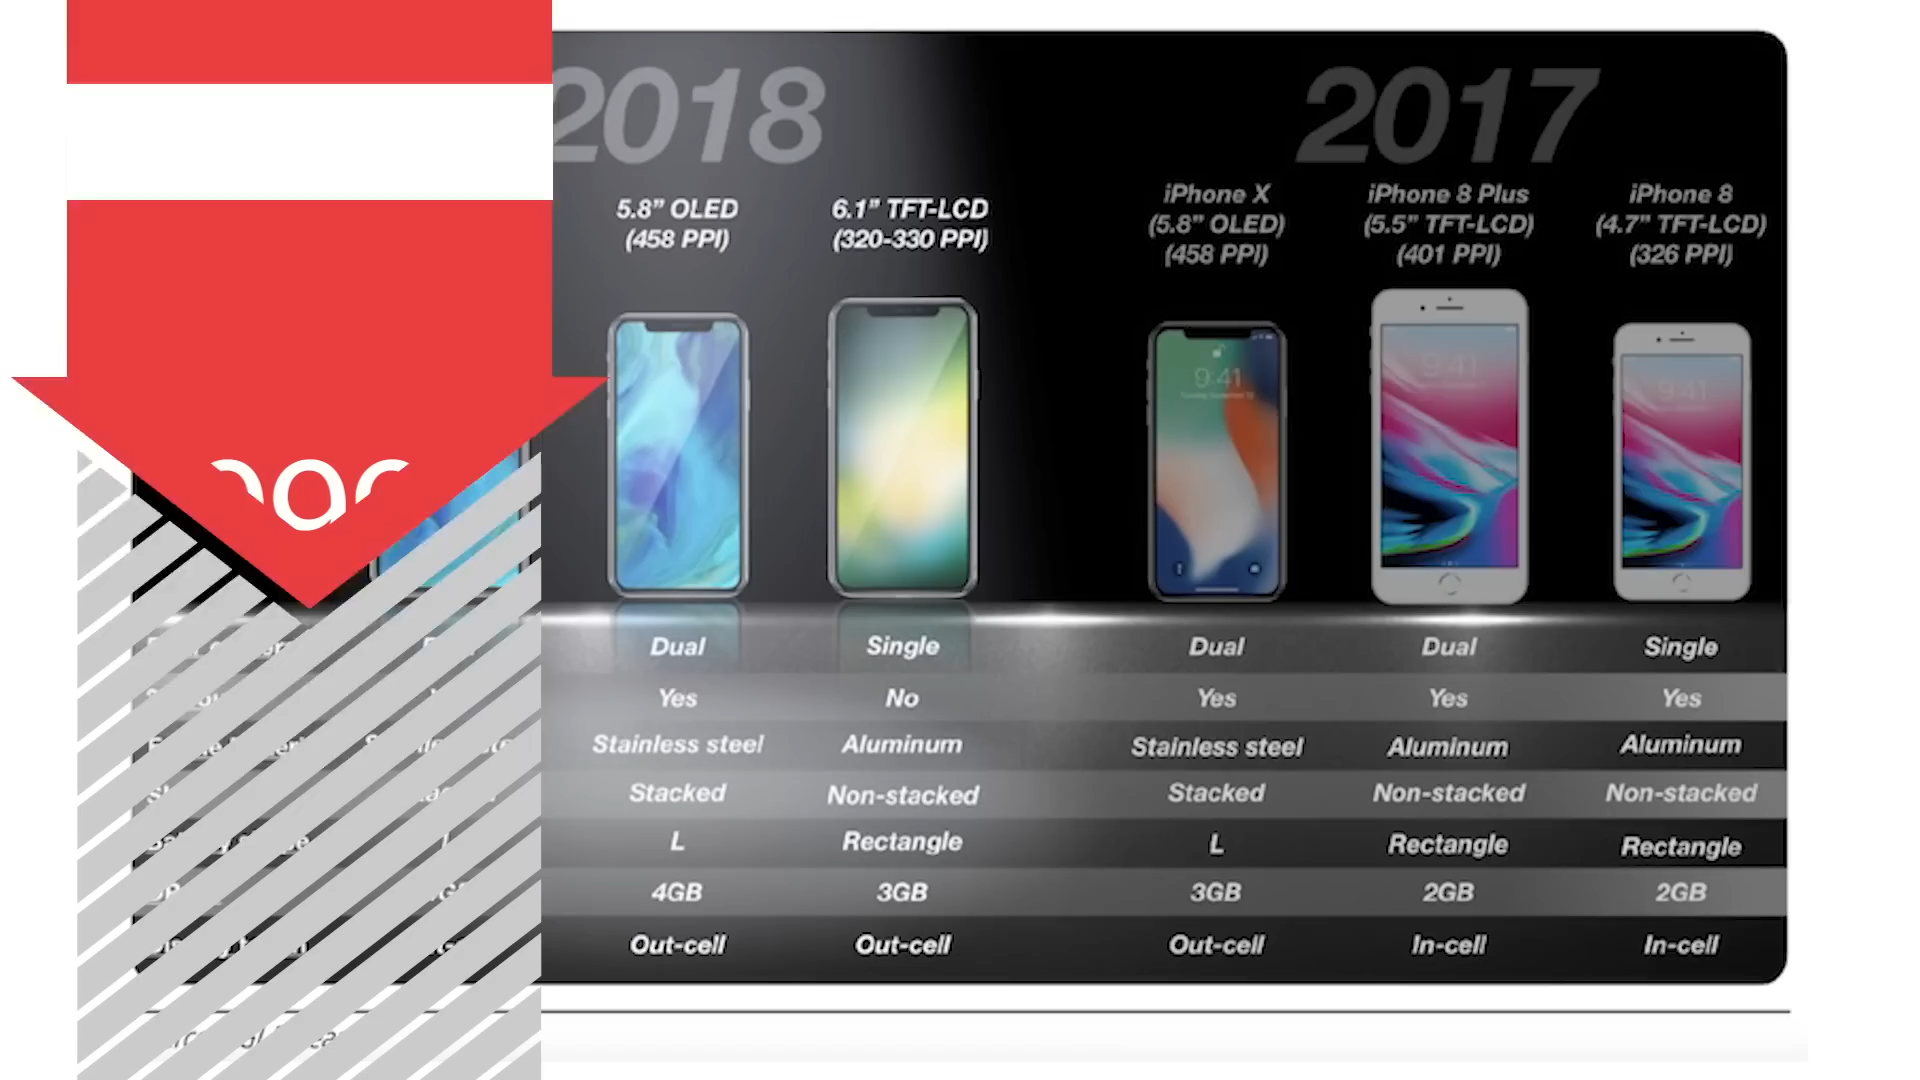 2018
2017
5.8” OLED
(458 PPI)
6.1” TFT-LCD
(320-330 PPI)
iPhone X
(5.8” OLED)
(458 PPI)
iPhone 8 Plus
(5.5” TFT-LCD)
(401 PPI)
iPhone 8
(4.7” TFT-LCD)
(326 PPI)
9:41
9:41
9:41
Dual Single Dual Dual Single
Yes No Yes Yes Yes
Stainless steel Aluminum Stainless steel Aluminum Aluminum
Stacked Non-stacked Stacked Non-stacked Non-stacked
L Rectangle L Rectangle Rectangle
4GB 3GB 3GB 2GB 2GB
Out-cell Out-cell Out-cell In-cell In-cell